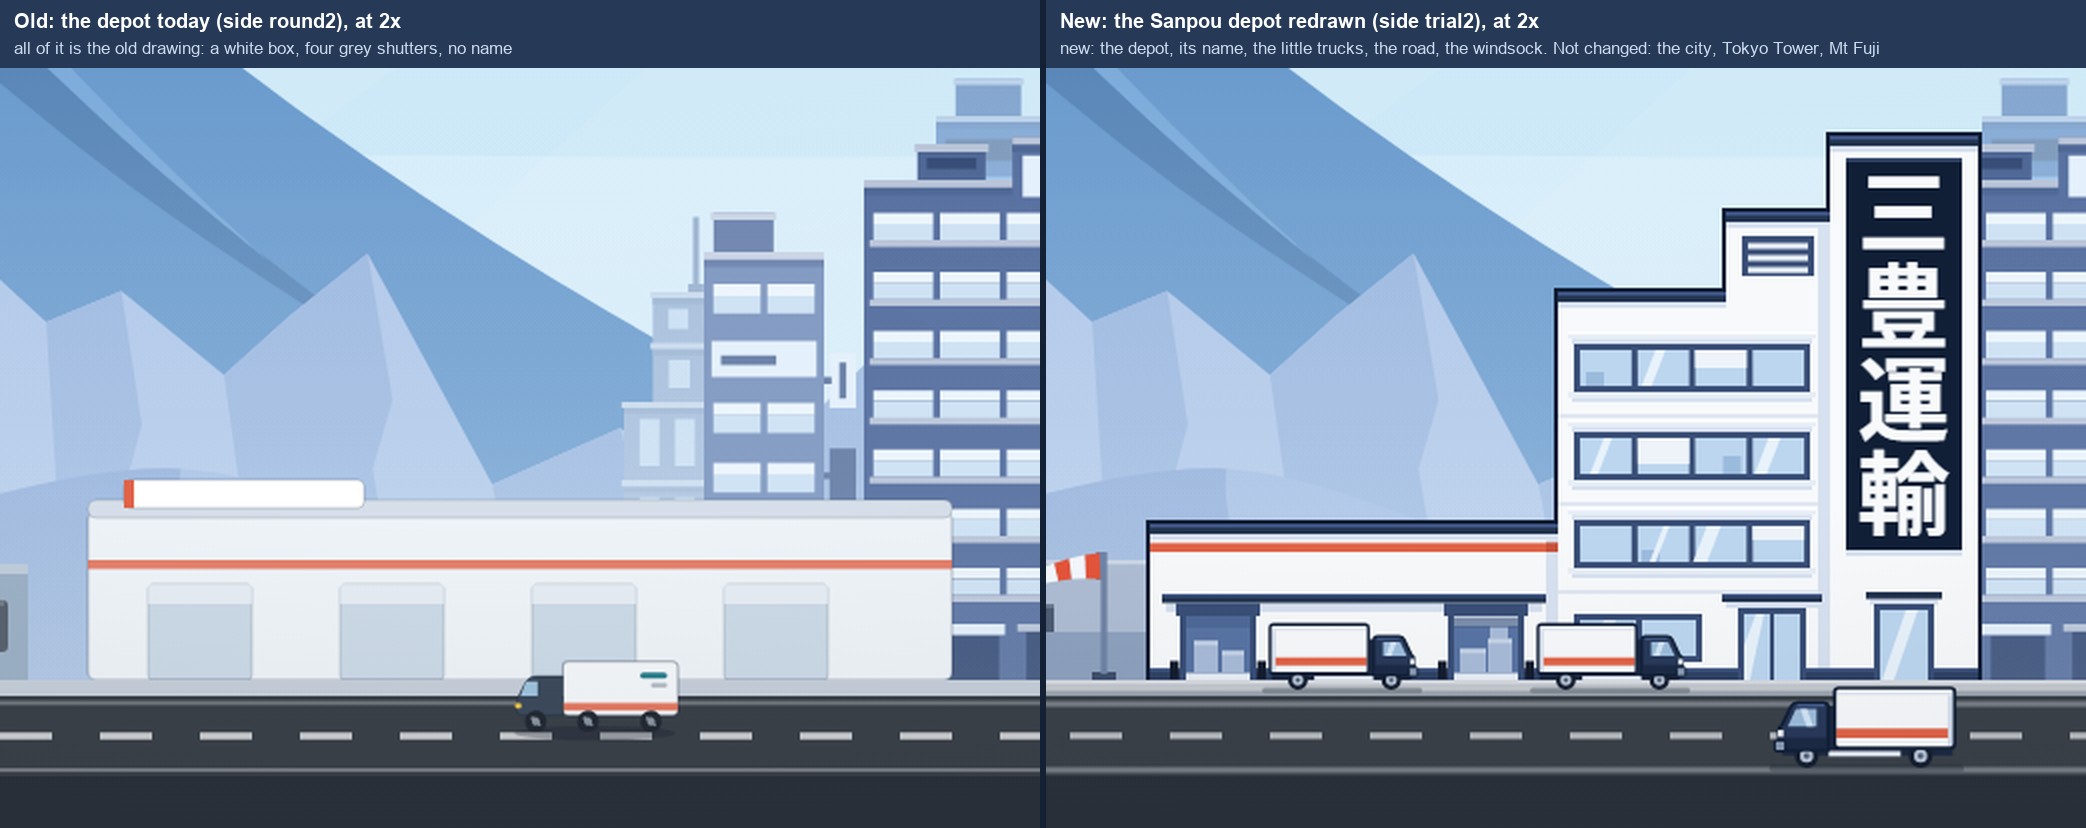 Old: the depot today (side round2), at 2x
all of it is the old drawing: a white box, four grey shutters, no name
New: the Sanpou depot redrawn (side trial2), at 2x
new: the depot, its name, the little trucks, the road, the windsock. Not changed: the city, Tokyo Tower, Mt Fuji
三豊運輸